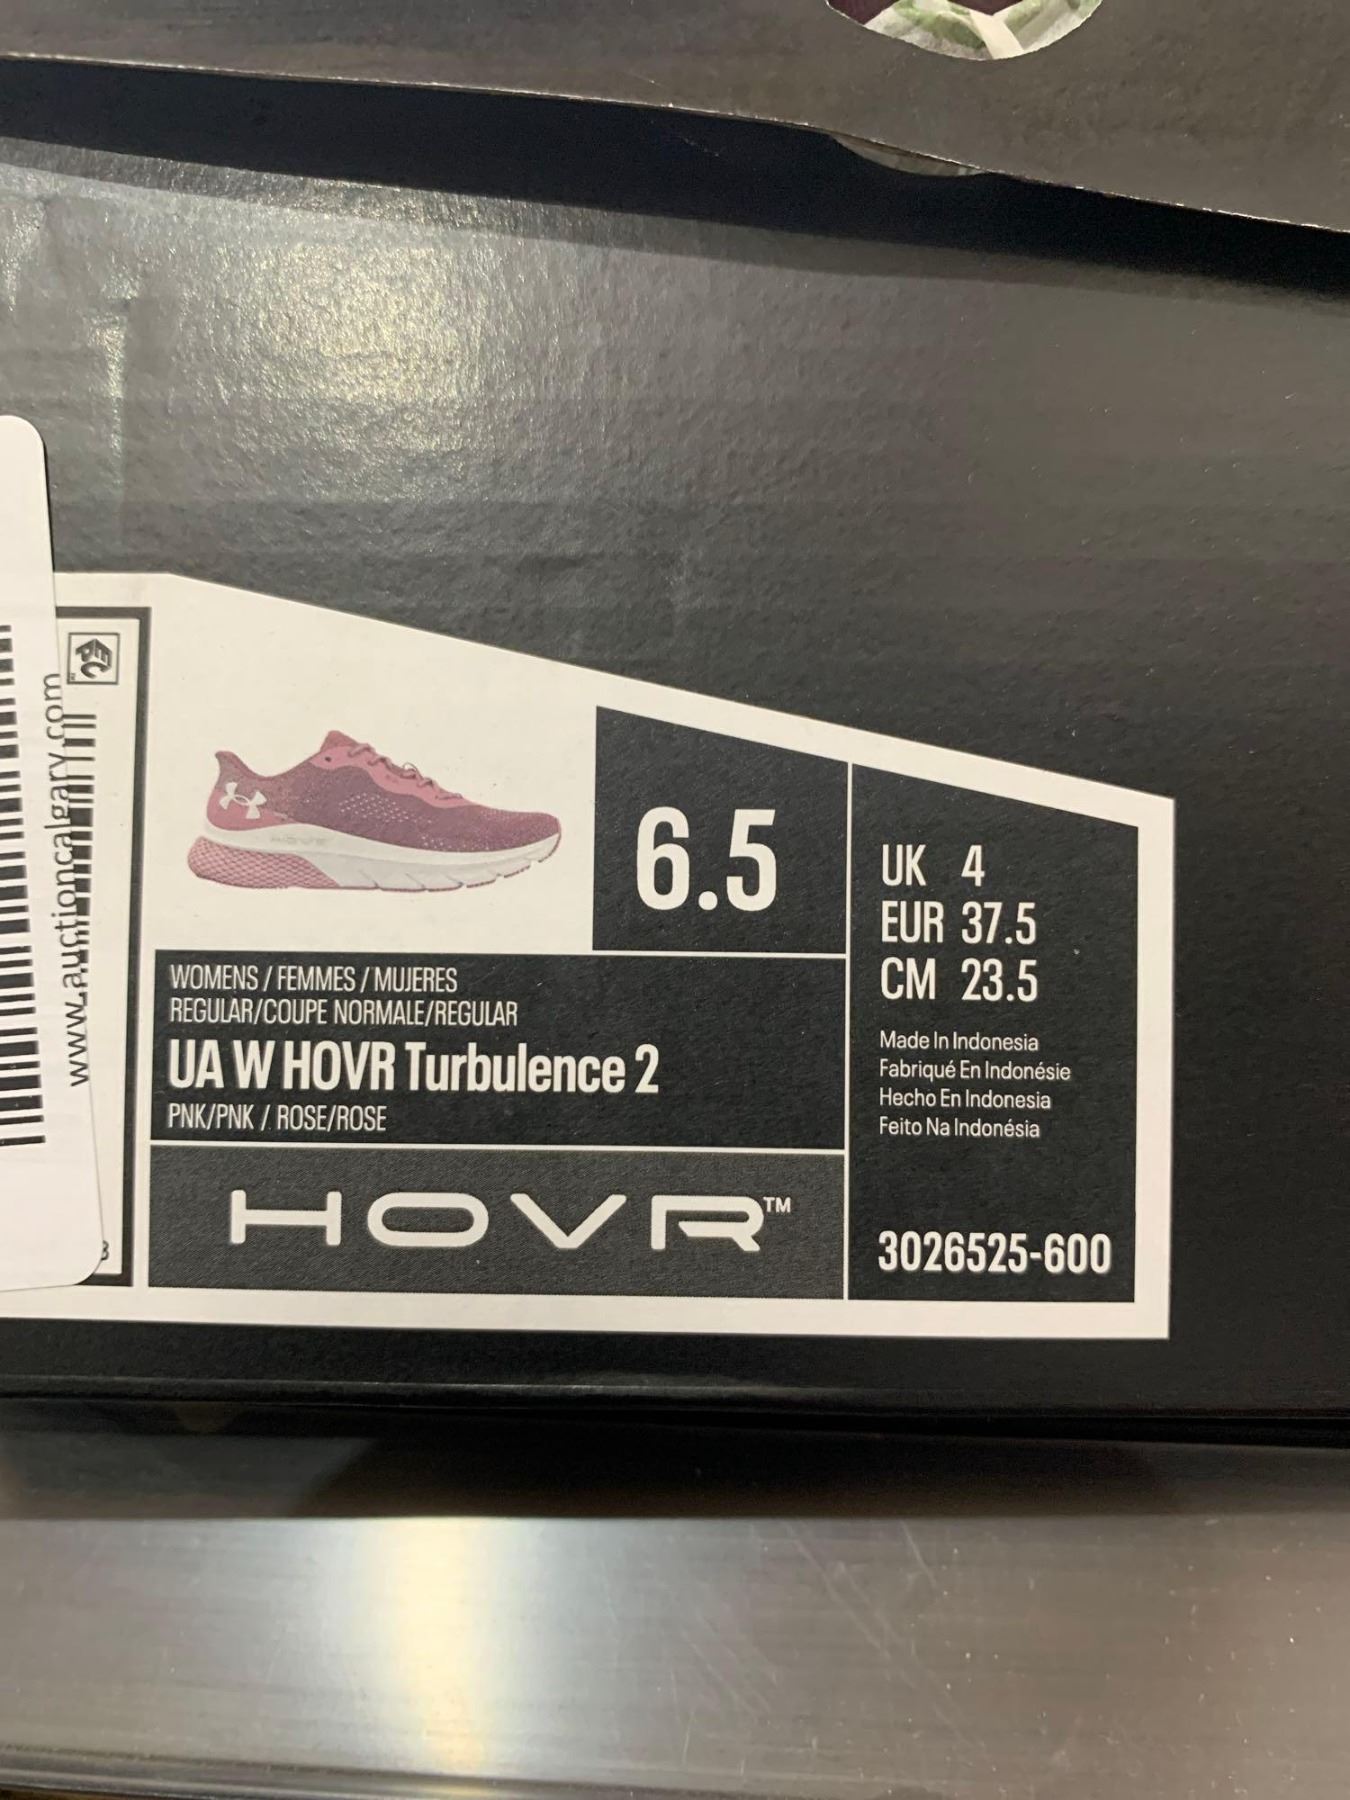 www.auctioncalgary.com
EPC
6.5
UK 4
EUR 37.5
CM 23.5
WOMENS / FEMMES / MUJERES
REGULAR/COUPE NORMALE/REGULAR
UA W HOVR Turbulence 2
PNK/PNK / ROSE/ROSE
Made In Indonesia
Fabriqué En Indonésie
Hecho En Indonesia
Feito Na Indonésia
HOVR™
3026525-600